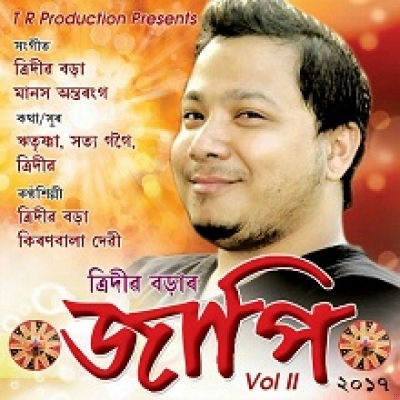 T R Production Presents
সংগীত
ত্ৰিদীৱ বড়া
মানস অন্তৰংগ
কথা/সূৰ
ঋতৃষ্ণা, সত্য গগৈ,
ত্ৰিদীৱ
কণ্ঠশিল্পী
ত্ৰিদীৱ বড়া
কিৰণবালা দেৱী
ত্ৰিদীৱ বড়াৰ
জাপি
Vol II
২০১৭